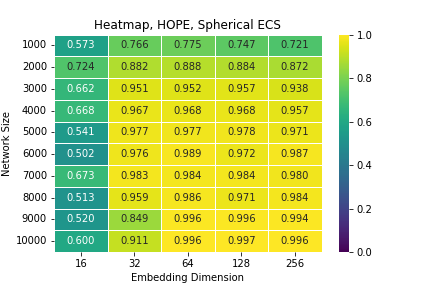 Heatmap, HOPE, Spherical ECS
1000 0.573 0.766 0.775 0.747 0.721
2000 0.724 0.882 0.888 0.884 0.872
3000 0.662 0.951 0.952 0.957 0.938
4000 0.668 0.967 0.968 0.968 0.957
5000 0.541 0.977 0.977 0.978 0.971
6000 0.502 0.976 0.989 0.972 0.987
7000 0.673 0.983 0.984 0.984 0.980
8000 0.513 0.959 0.986 0.971 0.984
9000 0.520 0.849 0.996 0.996 0.994
10000 0.600 0.911 0.996 0.997 0.996
16 32 64 128 256
Embedding Dimension
Network Size
1.0
0.8
0.6
0.4
0.2
0.0